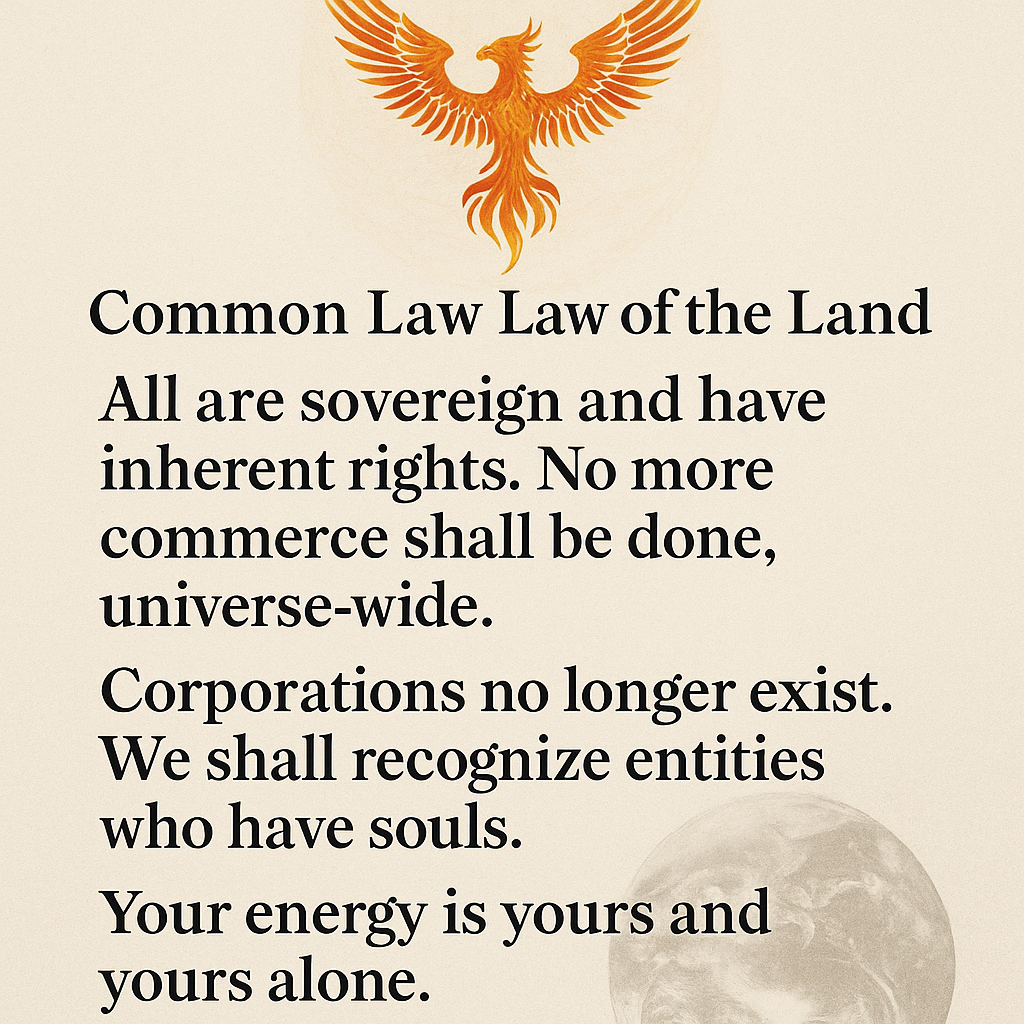 Common Law Law of the Land
All are sovereign and have
inherent rights. No more
commerce shall be done,
universe-wide.
Corporations no longer exist.
We shall recognize entities
who have souls.
Your energy is yours and
yours alone.